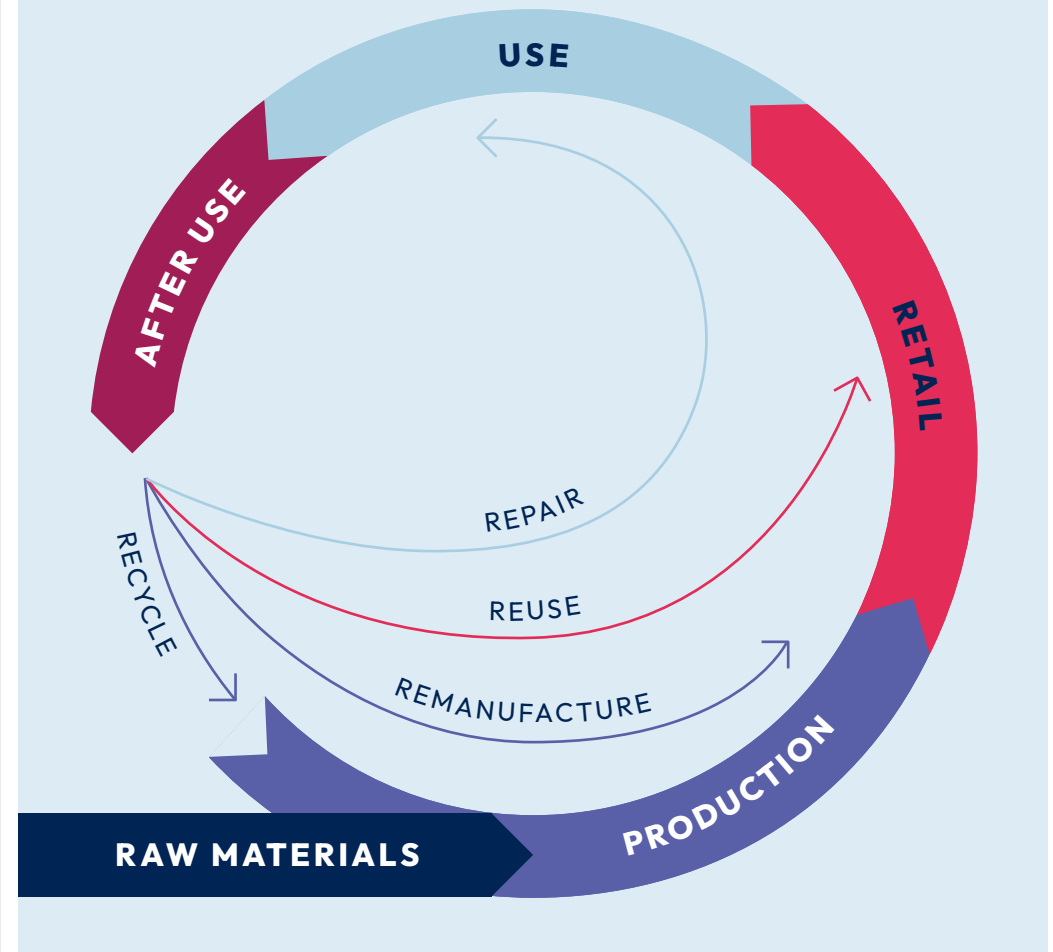 USE
AFTER USE
RETAIL
REPAIR
RECYCLE
REUSE
REMANUFACTURE
PRODUCTION
RAW MATERIALS